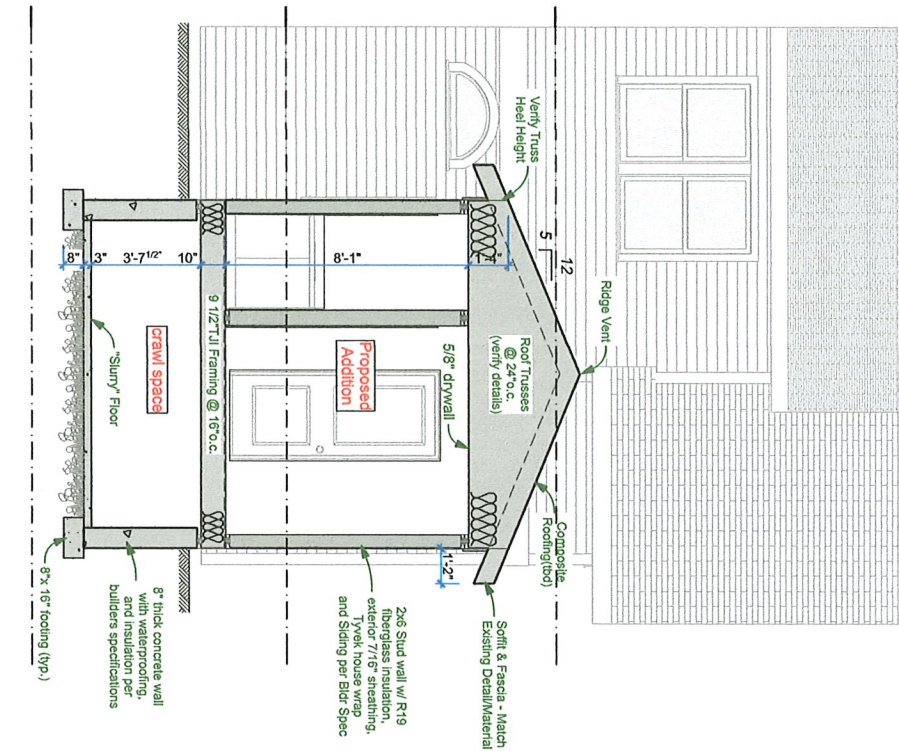 Verify Truss
Heel Height
5
12
Ridge Vent
Roof Trusses
@ 24"o.c.
(verify details)
Composite
Roofing(tbd)
Soffit & Fascia - Match
Existing Detail/Material
5/8" drywall
1'-2"
8'-1"
Proposed
Addition
2x6 Stud wall w/ R19
fiberglass insulation,
exterior 7/16" sheathing,
Tyvek house wrap
and Siding per Bldr Spec
9 1/2"TJI Framing @ 16"o.c.
10"
3'-7 1/2"
3"
8"
crawl space
"Slurry" Floor
8" thick concrete wall
with waterproofing,
and insulation per
builders specifications
8"x 16" footing (typ.)